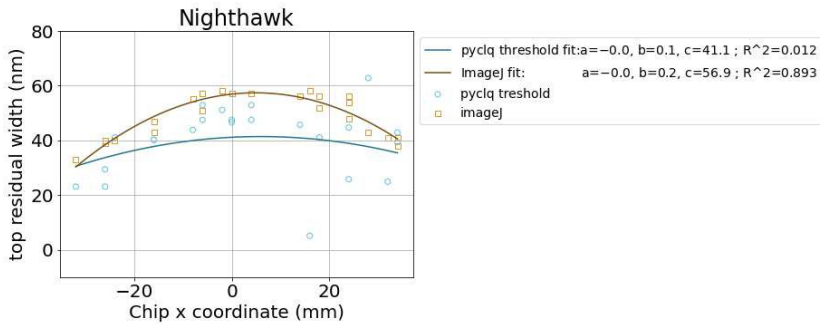 Nighthawk
80
60
40
20
0
top residual width (nm)
−20
0
20
Chip x coordinate (mm)
pyclq threshold fit:a=−0.0, b=0.1, c=41.1 ; R^2=0.012
ImageJ fit: a=−0.0, b=0.2, c=56.9 ; R^2=0.893
pyclq treshold
imageJ